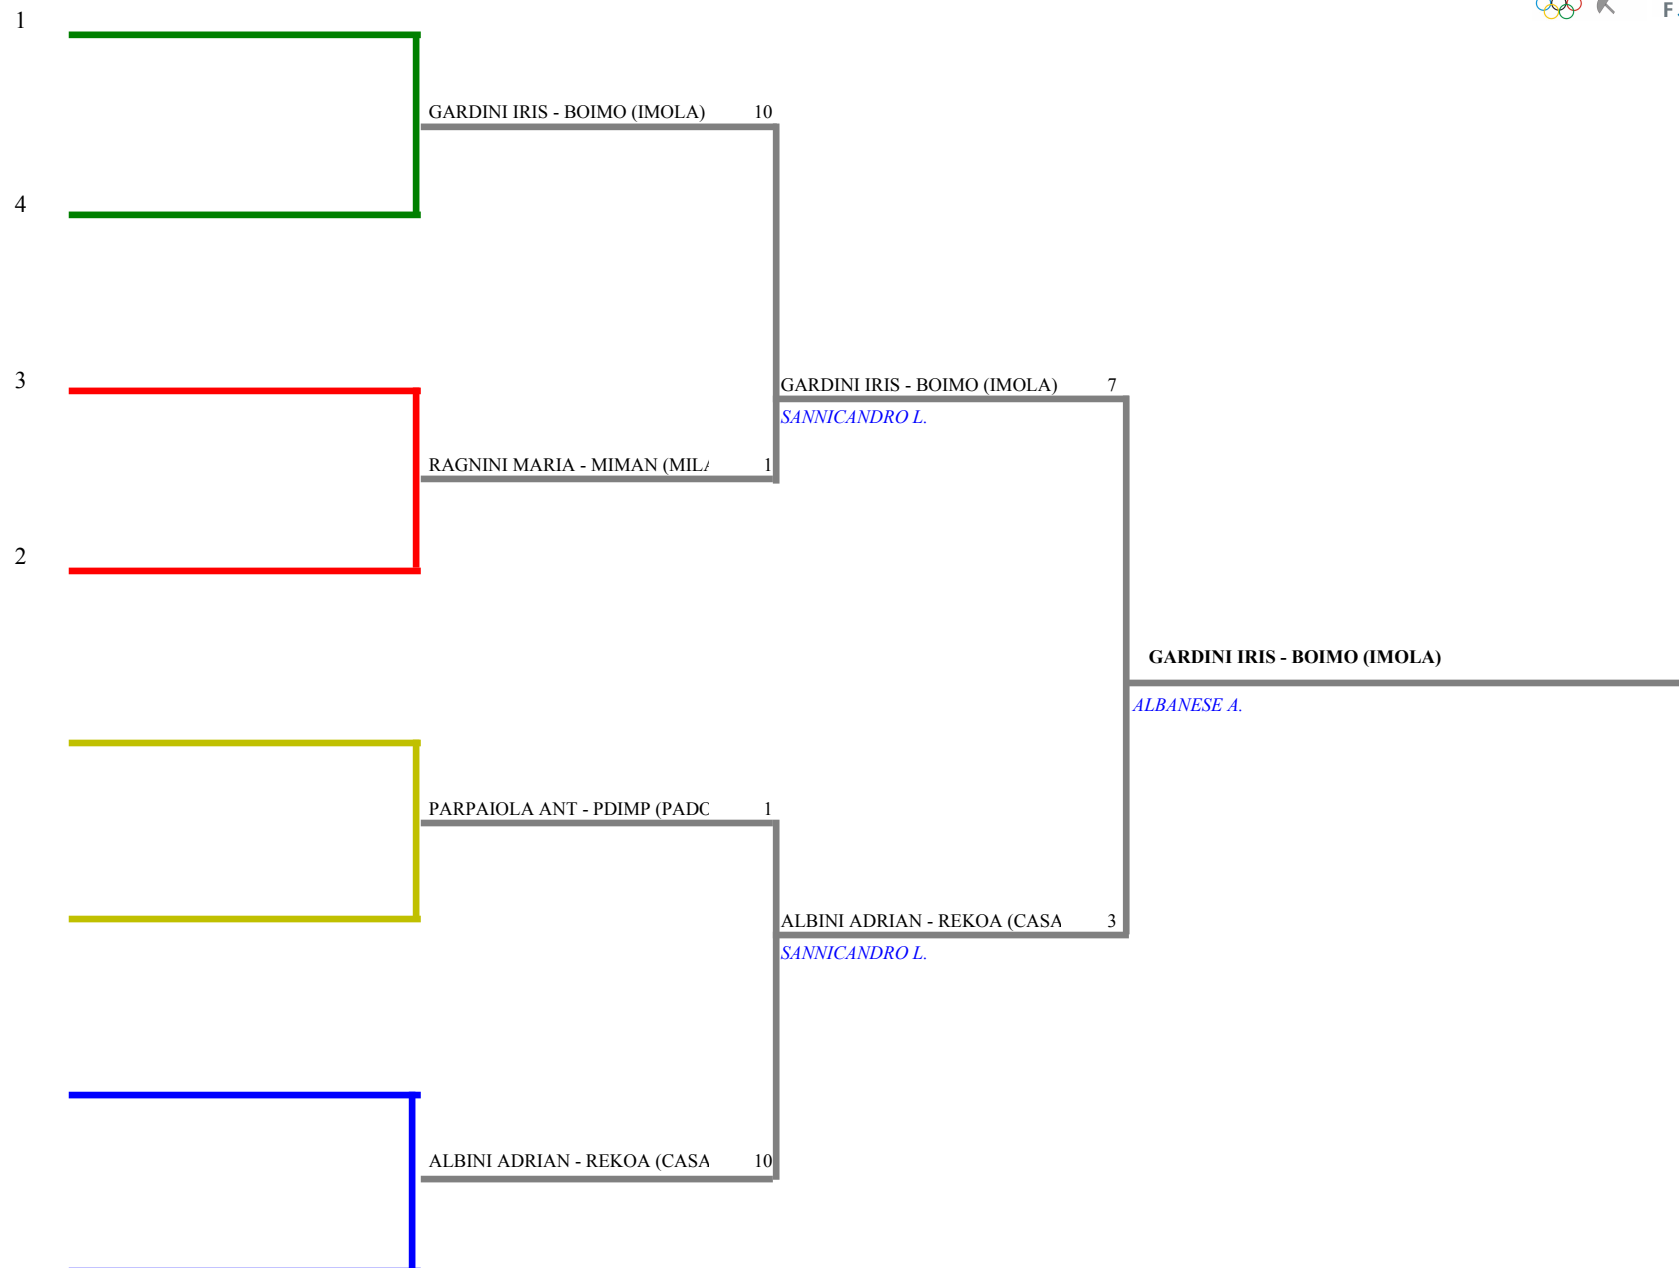 F
1
GARDINI IRIS - BOIMO (IMOLA) 10
4
3
GARDINI IRIS - BOIMO (IMOLA) 7
SANNICANDRO L.
RAGNINI MARIA - MIMAN (MILA 1
2
GARDINI IRIS - BOIMO (IMOLA)
ALBANESE A.
PARPAIOLA ANT - PDIMP (PADO 1
ALBINI ADRIAN - REKOA (CASA 3
SANNICANDRO L.
ALBINI ADRIAN - REKOA (CASA 10